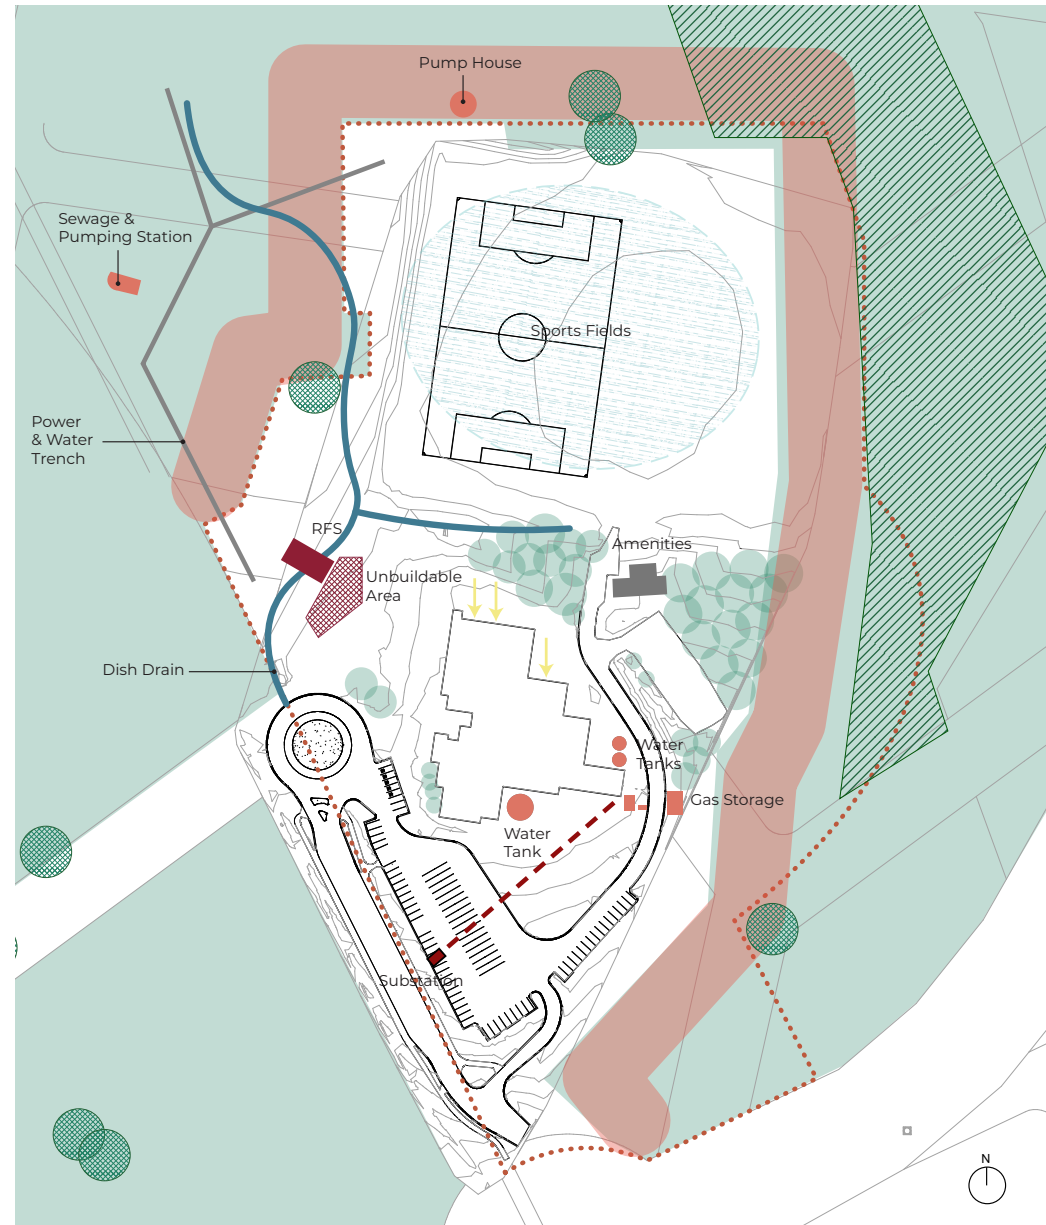 Pump House
Sewage &
Pumping Station
Sports Fields
Power
& Water
Trench
RFS
Amenities
Unbuildable
Area
Dish Drain
Water
Tanks
Gas Storage
Water
Tank
Substation
N